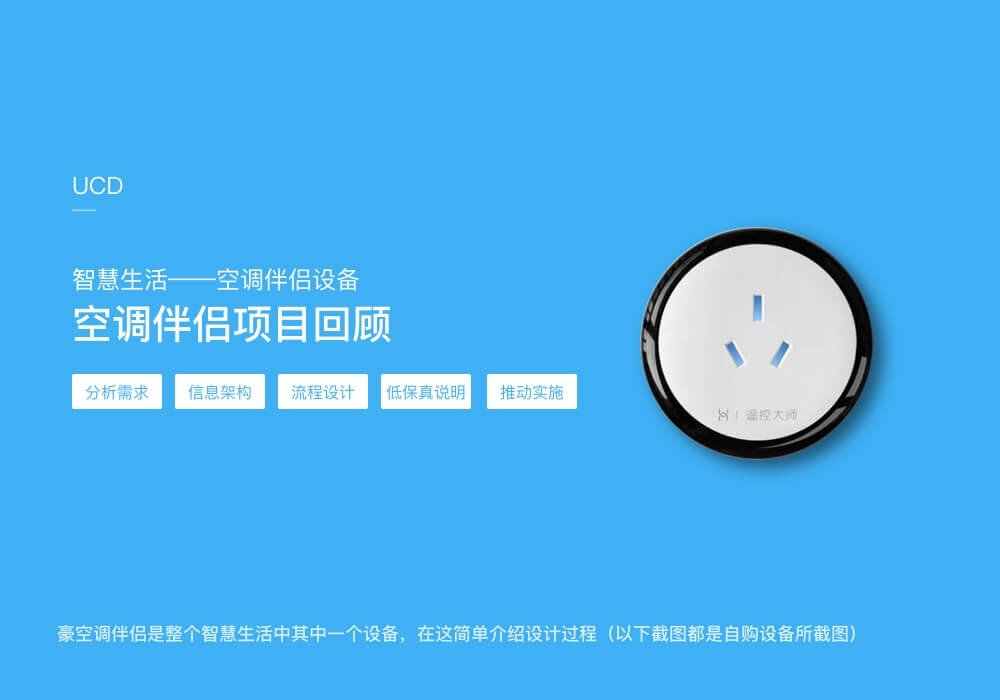 UCD
智慧生活——空调伴侣设备
空调伴侣项目回顾
分析需求 信息架构 流程设计 低保真说明 推动实施
遥控大师
豪空调伴侣是整个智慧生活中其中一个设备，在这简单介绍设计过程（以下截图都是自购设备所截图）